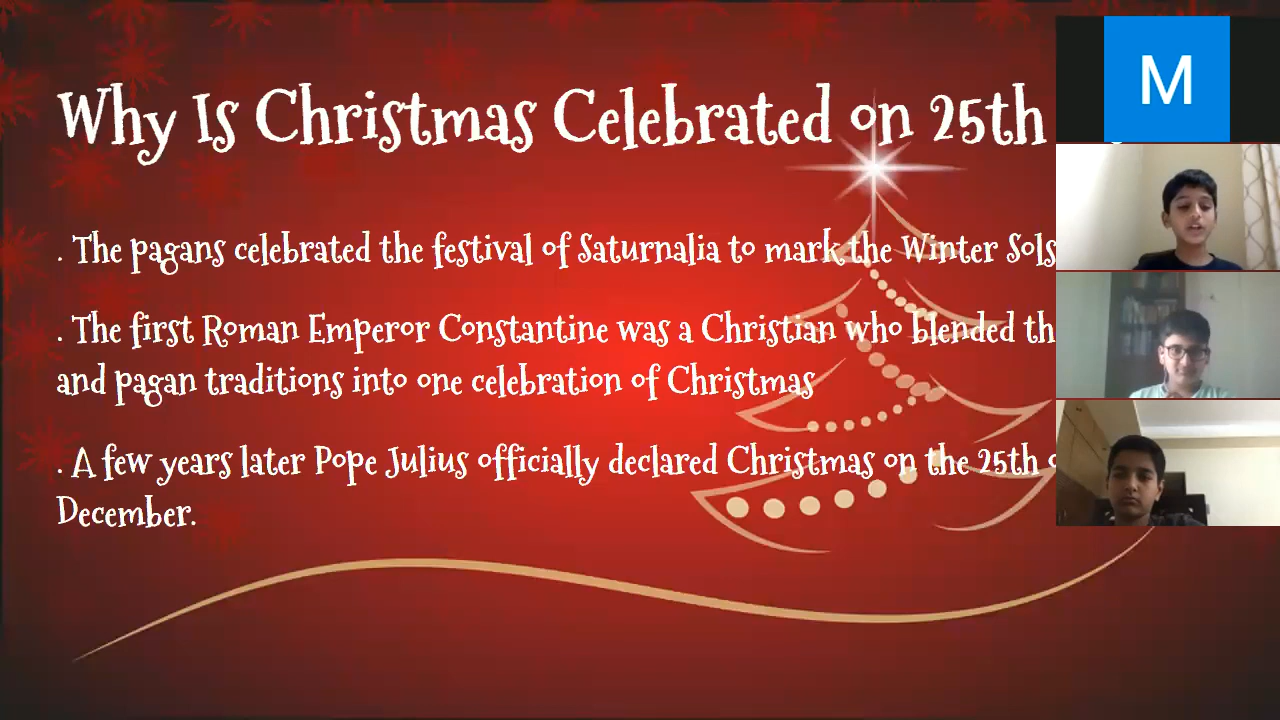 Why Is Christmas Celebrated on 25th
. The pagans celebrated the festival of Saturnalia to mark the Winter Sols
. The first Roman Emperor Constantine was a Christian who blended th
and pagan traditions into one celebration of Christmas
. A few years later Pope Julius officially declared Christmas on the 25th
December.
M